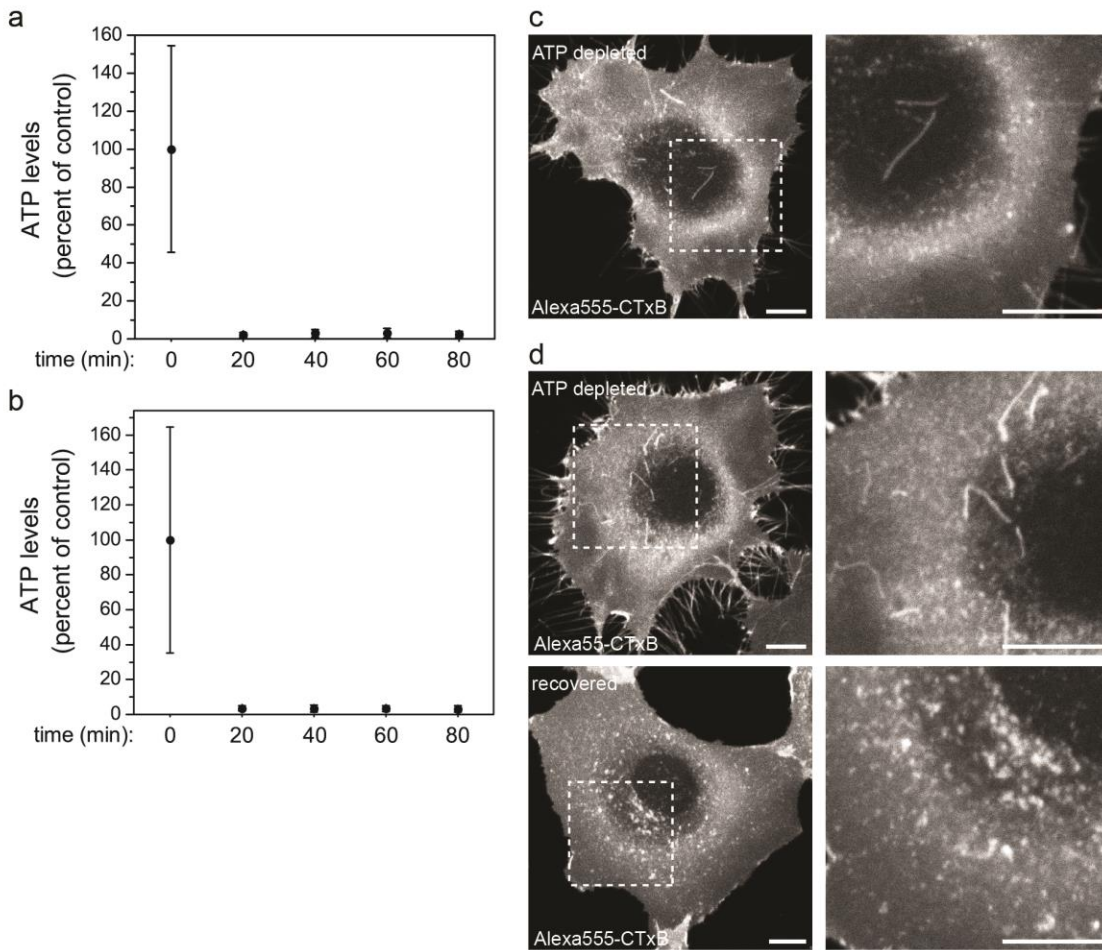 a
160
140
120
100
80
60
40
20
0
ATP levels
(percent of control)
time (min): 0 20 40 60 80
b
160
140
120
100
80
60
40
20
0
ATP levels
(percent of control)
time (min): 0 20 40 60 80
c
ATP depleted
Alexa555-CTxB
d
ATP depleted
Alexa55-CTxB
recovered
Alexa555-CTxB